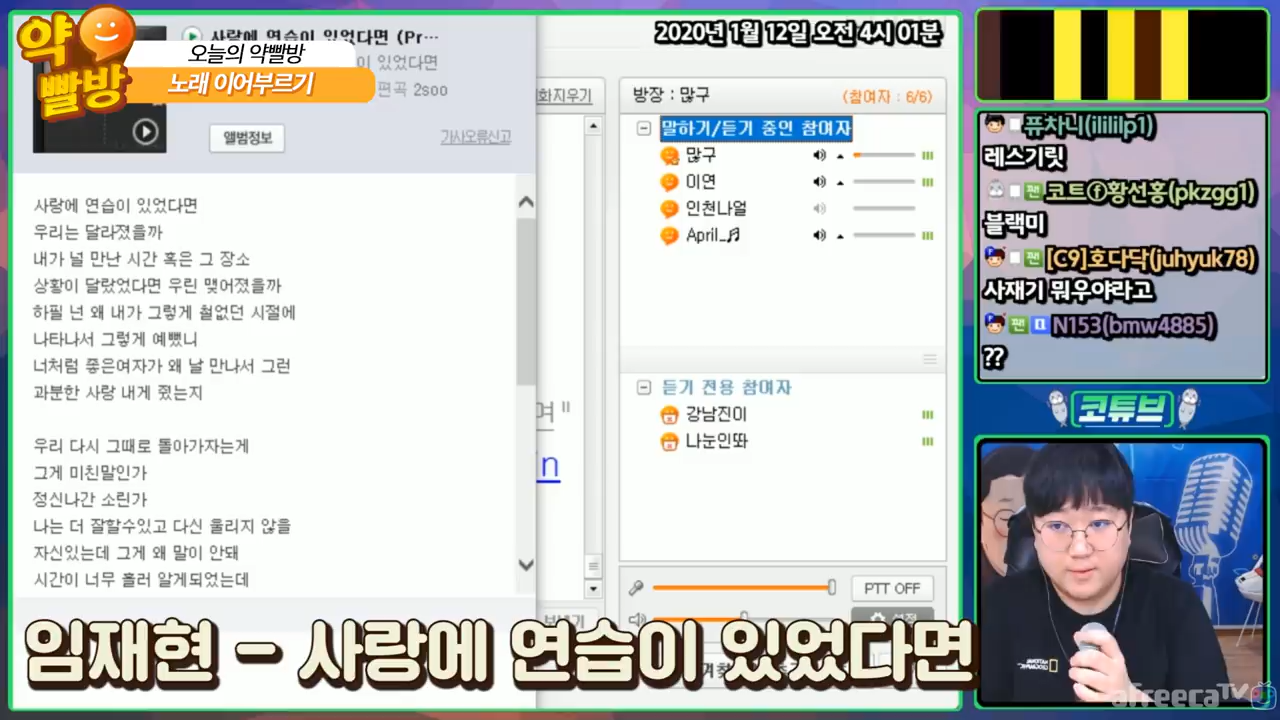 약빨방
오늘의 약빨방
노래 이어부르기
사랑에 연습이 있었다면 (Pr…
이 있었다면
편곡 2soo
앨범정보
가사오류신고
사랑에 연습이 있었다면
우리는 달라졌을까
내가 널 만난 시간 혹은 그 장소
상황이 달랐었다면 우린 맺어졌을까
하필 넌 왜 내가 그렇게 철없던 시절에
나타나서 그렇게 예뻤니
너처럼 좋은여자가 왜 날 만나서 그런
과분한 사랑 내게 줬는지
우리 다시 그때로 돌아가자는게
그게 미친말인가
정신나간 소린가
나는 더 잘할수있고 다신 울리지 않을
자신있는데 그게 왜 말이 안돼
시간이 너무 흘러 알게되었는데
2020년 1월 12일 오전 4시 01분
화지우기
며"
n
방장 : 많구
(참여자 : 6/6)
말하기/듣기 중인 참여자
많구
이연
인천나얼
April_♬
듣기 전용 참여자
강남진이
나눈인똬
PTT OFF
설정
보내기
임재현 - 사랑에 연습이 있었다면
퓨차니(ilililp1)
레스기릿
팬 코트ⓕ황선홍(pkzgg1)
블랙미
팬 [C9]호다닥(juhyuk78)
사재기 뭐우야라고
팬 N153(bmw4885)
??
코튜브
NATIONAL
GEOGRAPHIC
afreecaTV